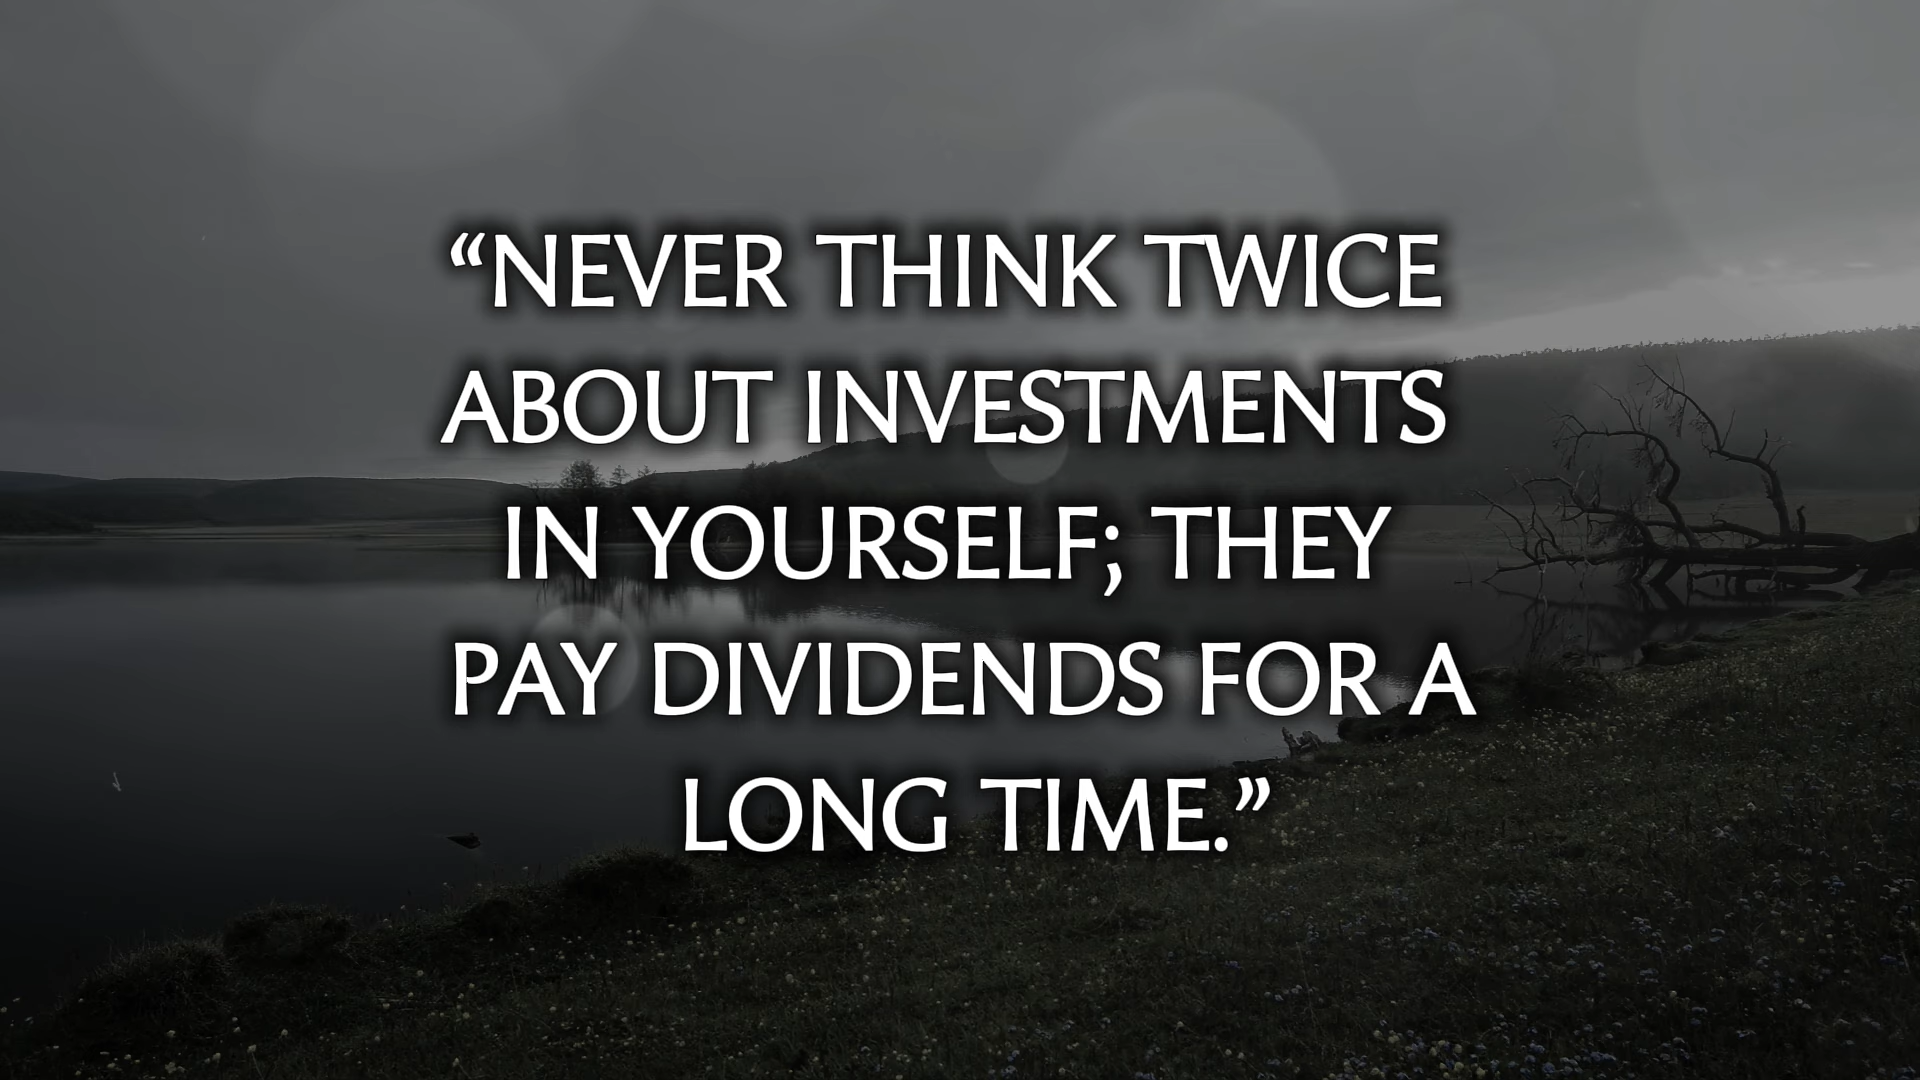 “NEVER THINK TWICE
ABOUT INVESTMENTS
IN YOURSELF; THEY
PAY DIVIDENDS FOR A
LONG TIME.”